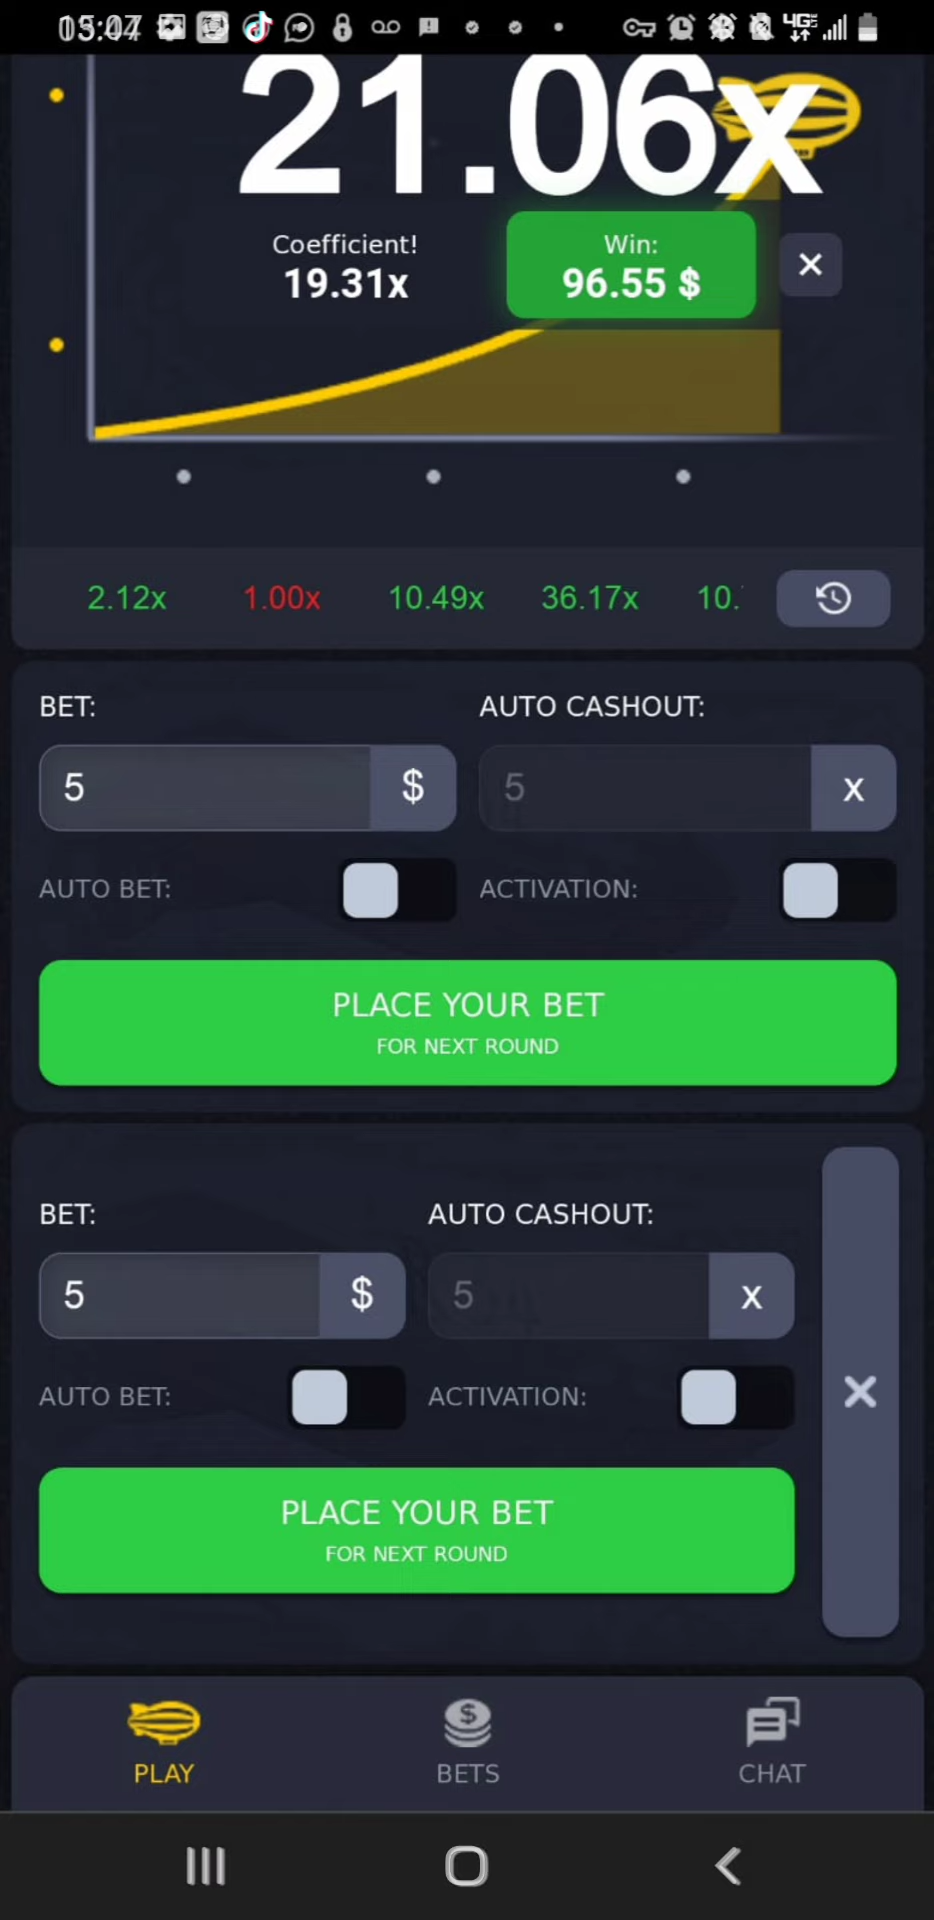 21.06x
Coefficient!
19.31x
Win:
96.55 $
2.12x 1.00x 10.49x 36.17x 10.
BET: AUTO CASHOUT:
5 $ 5 x
AUTO BET: ACTIVATION:
PLACE YOUR BET
FOR NEXT ROUND
BET: AUTO CASHOUT:
5 $ 5 x
AUTO BET: ACTIVATION:
PLACE YOUR BET
FOR NEXT ROUND
PLAY BETS CHAT